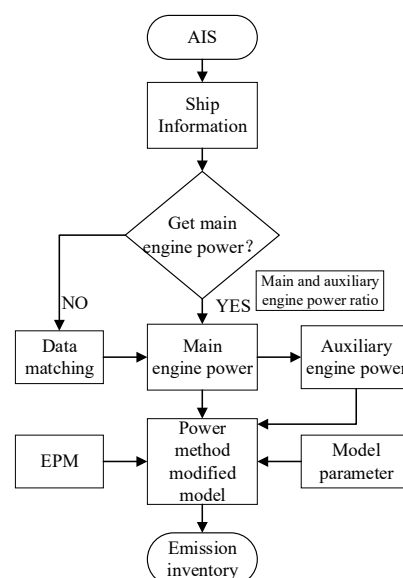 AIS
Ship
Information
Get main
engine power?
NO
YES
Main and auxiliary
engine power ratio
Data
matching
Main
engine power
Auxiliary
engine power
EPM
Power
method
modified
model
Model
parameter
Emission
inventory